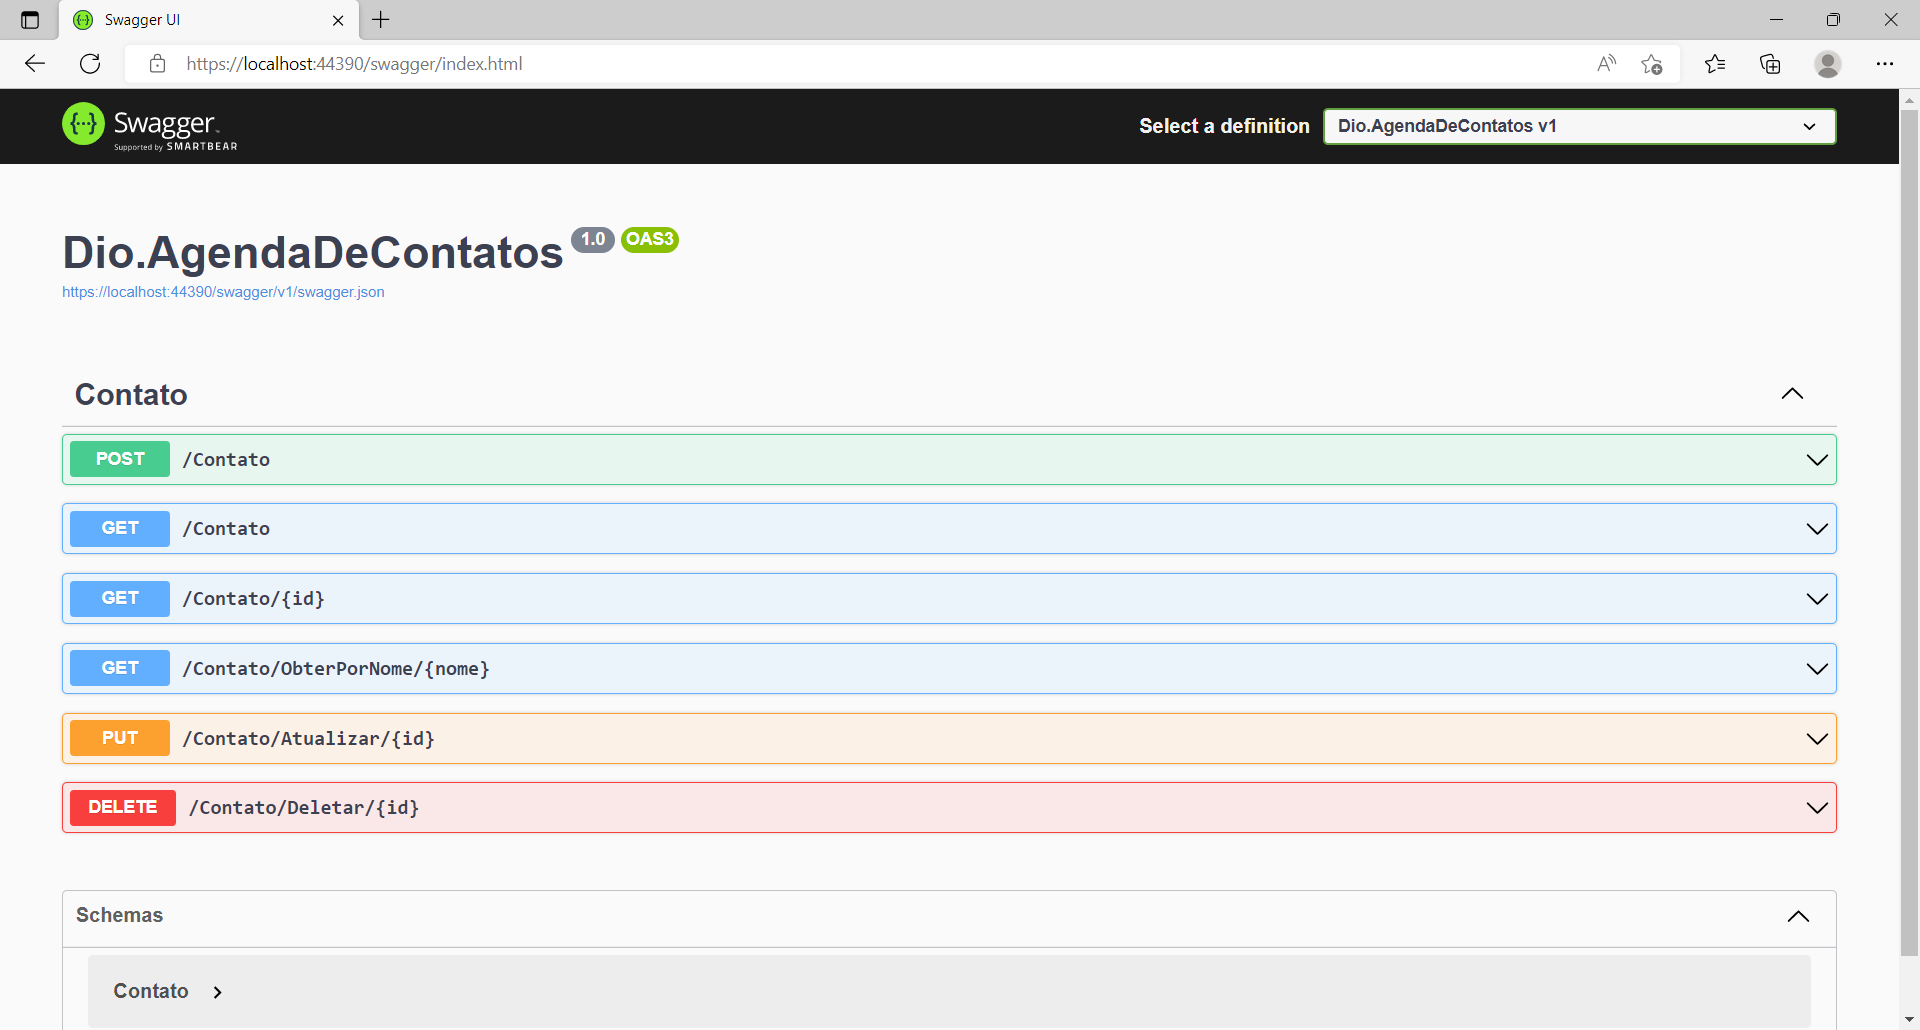 Swagger UI
https://localhost:44390/swagger/index.html
Swagger
Supported by SMARTBEAR
Select a definition
Dio.AgendaDeContatos v1
Dio.AgendaDeContatos 1.0 OAS3
https://localhost:44390/swagger/v1/swagger.json
Contato
POST /Contato
GET /Contato
GET /Contato/{id}
GET /Contato/ObterPorNome/{nome}
PUT /Contato/Atualizar/{id}
DELETE /Contato/Deletar/{id}
Schemas
Contato